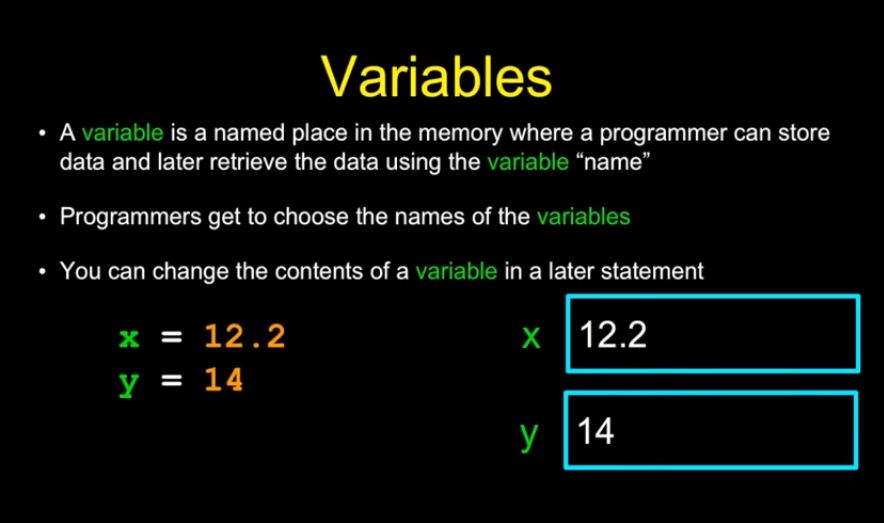 Variables
• A variable is a named place in the memory where a programmer can store
data and later retrieve the data using the variable “name”
• Programmers get to choose the names of the variables
• You can change the contents of a variable in a later statement
x = 12.2
y = 14
x 12.2
y 14